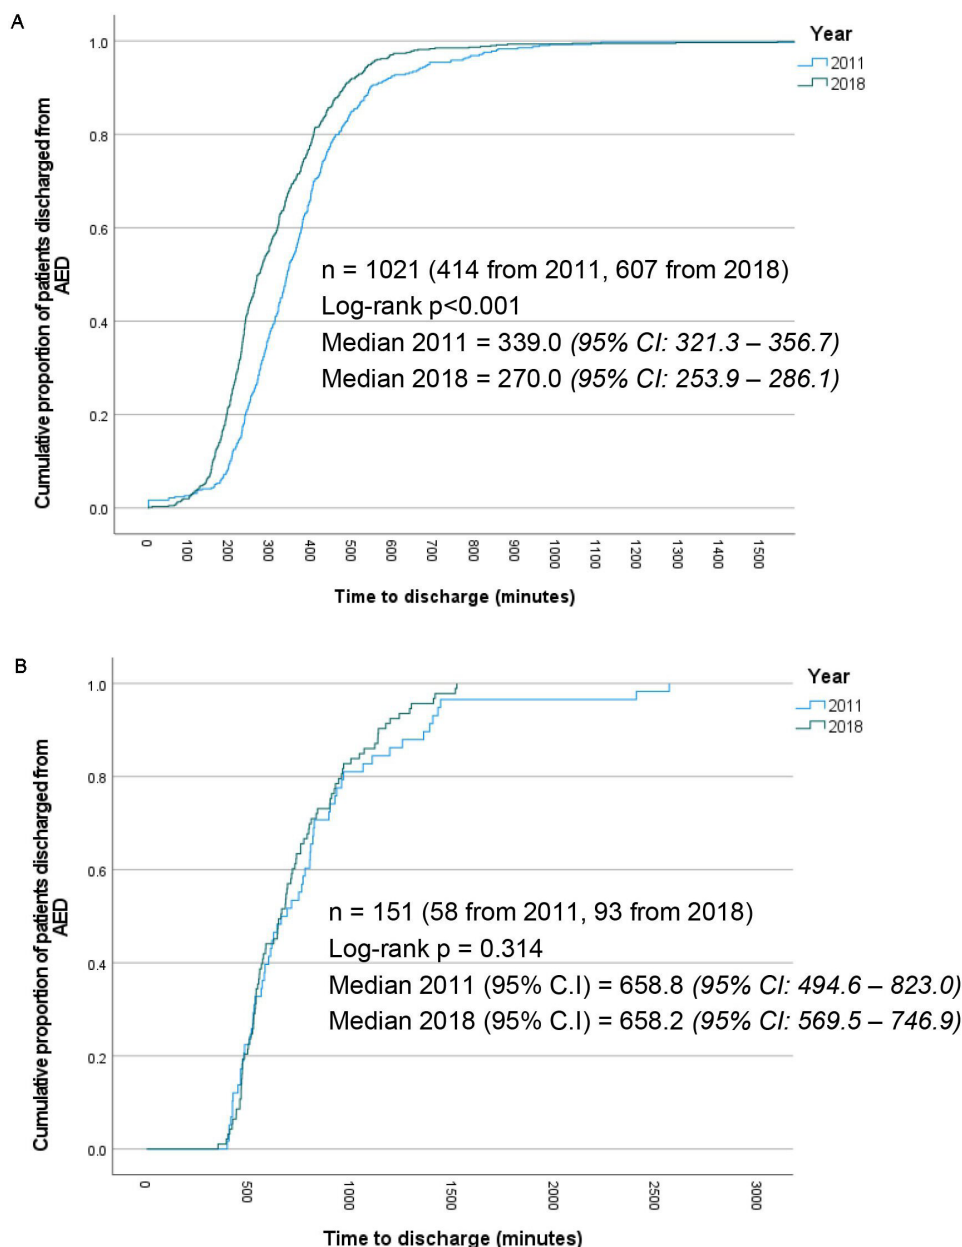 A
Year
2011
2018
1.0
0.8
0.6
0.4
0.2
0.0
Cumulative proportion of patients discharged from
AED
n = 1021 (414 from 2011, 607 from 2018)
Log-rank p<0.001
Median 2011 = 339.0 (95% CI: 321.3 – 356.7)
Median 2018 = 270.0 (95% CI: 253.9 – 286.1)
0 100 200 300 400 500 600 700 800 900 1000 1100 1200 1300 1400 1500
Time to discharge (minutes)
B
Year
2011
2018
1.0
0.8
0.6
0.4
0.2
0.0
Cumulative proportion of patients discharged from
AED
n = 151 (58 from 2011, 93 from 2018)
Log-rank p = 0.314
Median 2011 (95% C.I) = 658.8 (95% CI: 494.6 – 823.0)
Median 2018 (95% C.I) = 658.2 (95% CI: 569.5 – 746.9)
0 500 1000 1500 2000 2500 3000
Time to discharge (minutes)